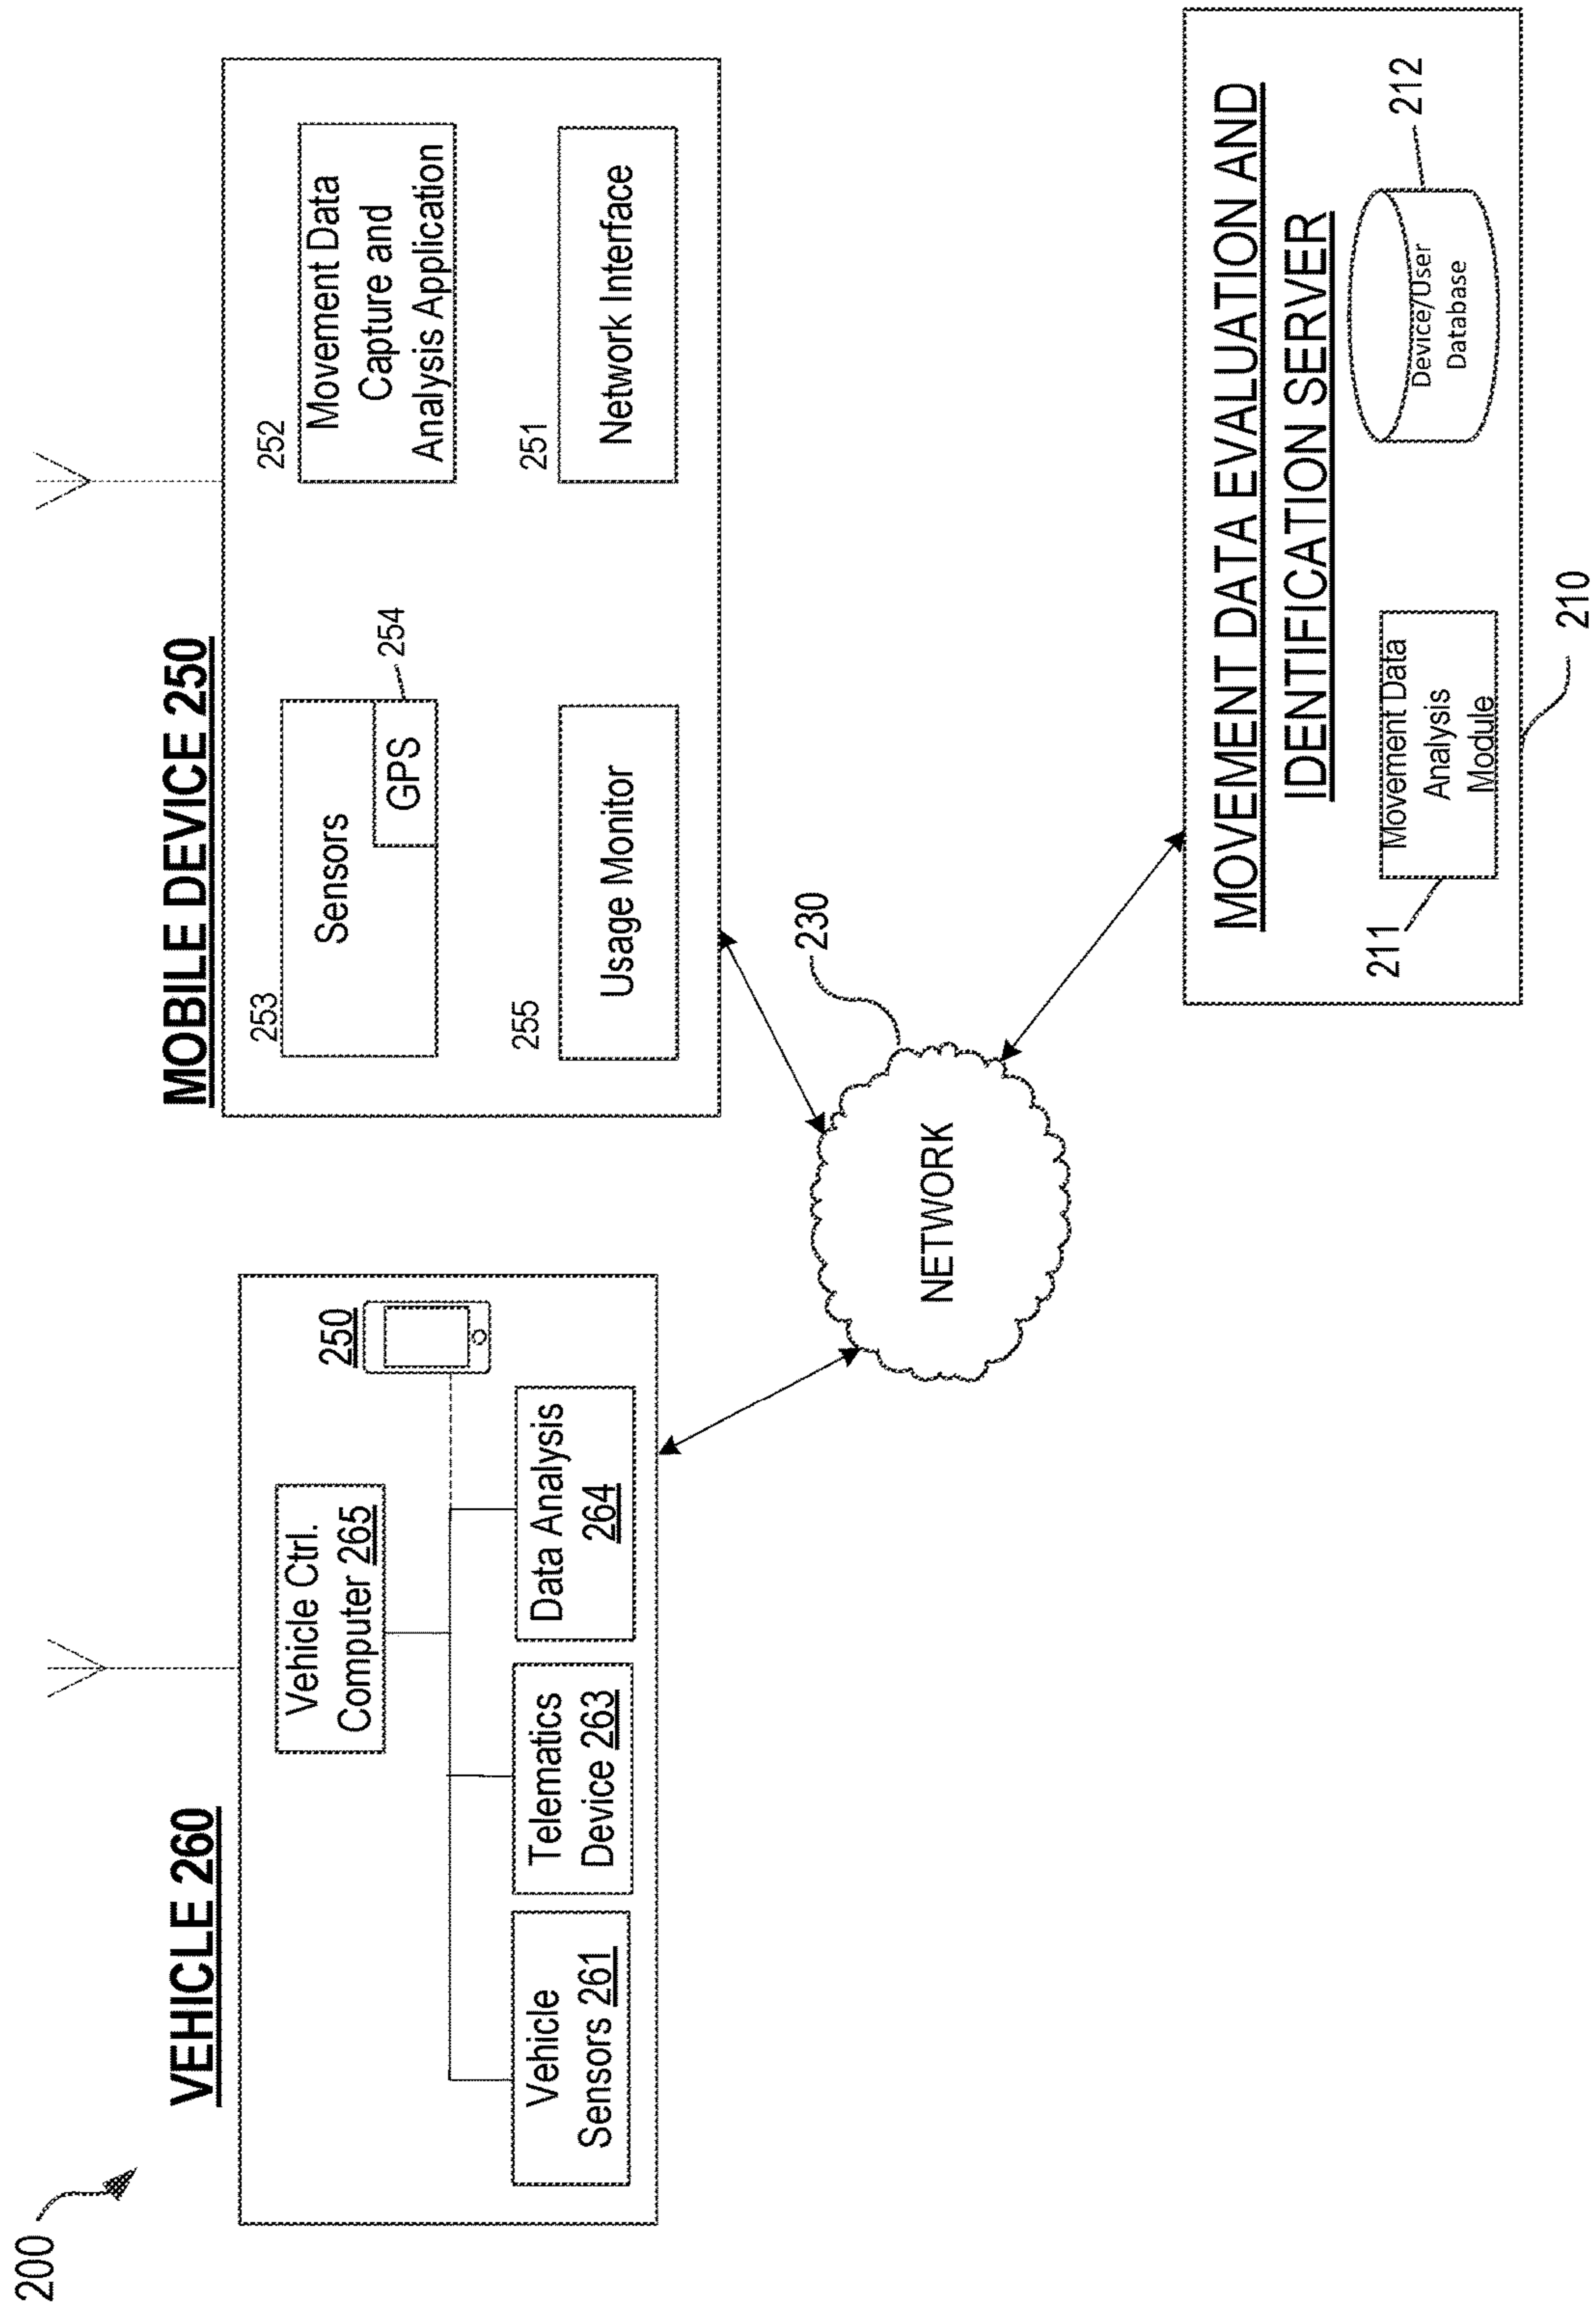 200
VEHICLE 260
Vehicle Ctrl.
Computer 265
250
Vehicle
Sensors 261
Telematics
Device 263
Data Analysis
264
MOBILE DEVICE 250
253
Sensors
GPS
254
252
Movement Data
Capture and
Analysis Application
255
Usage Monitor
251
Network Interface
NETWORK
230
MOVEMENT DATA EVALUATION AND
IDENTIFICATION SERVER
211
Movement Data
Analysis
Module
Device/User
Database
212
210